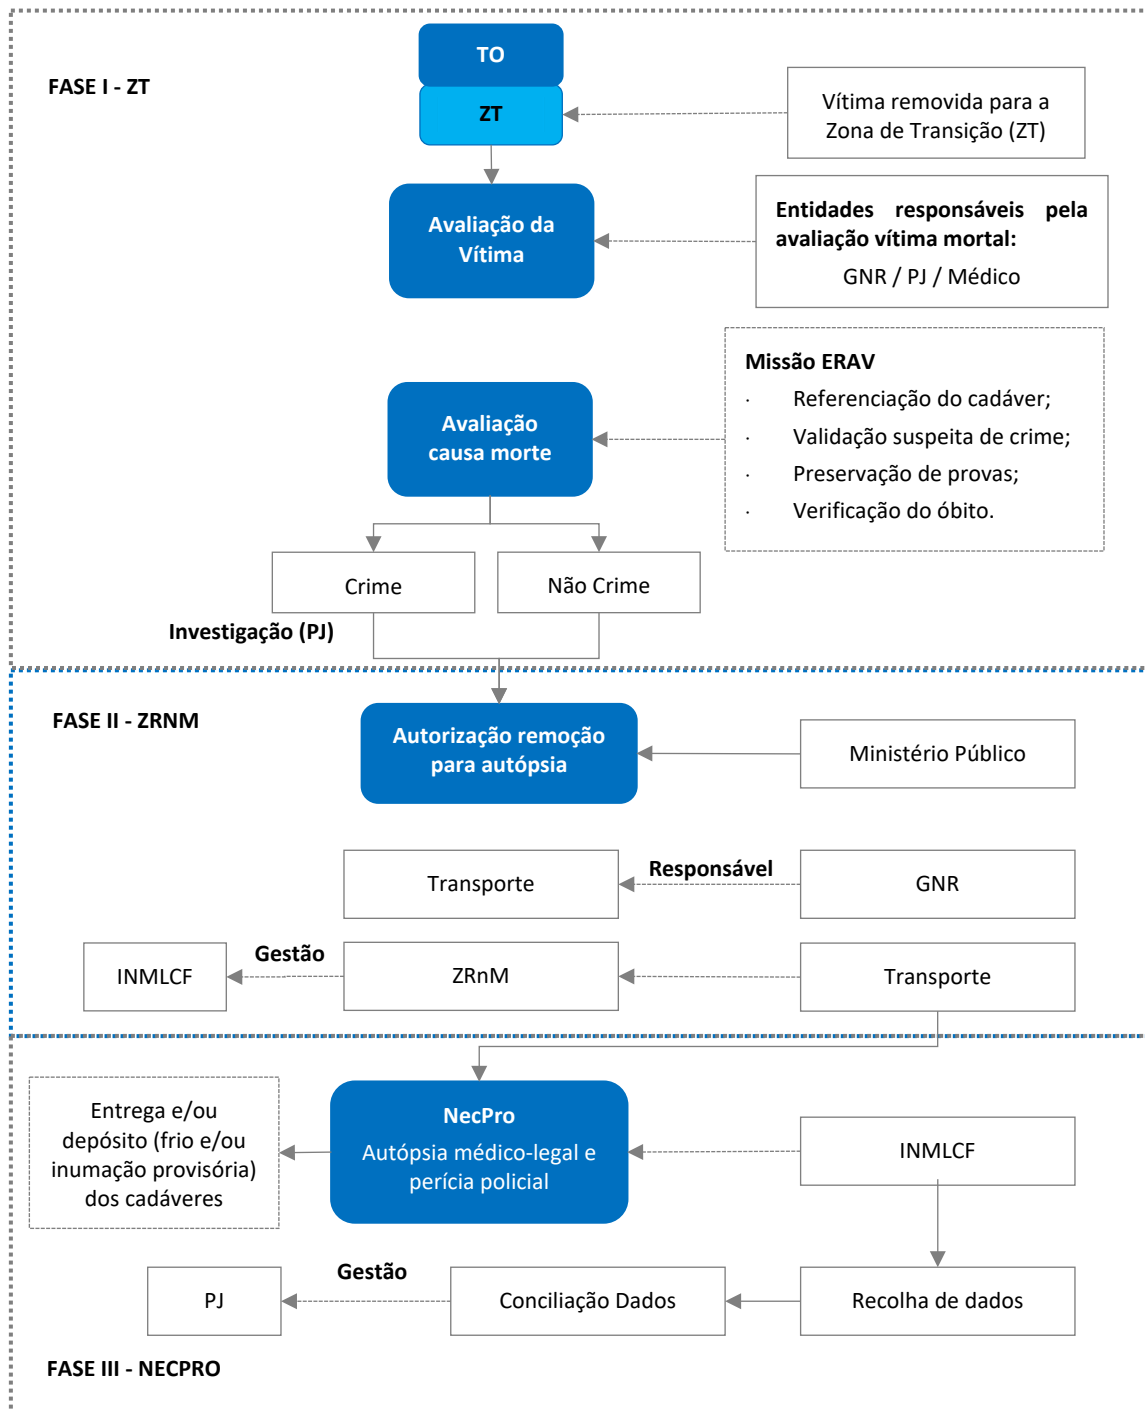 FASE I - ZT
TO
ZT
Vítima removida para a
Zona de Transição (ZT)
Avaliação da
Vítima
Entidades responsáveis pela
avaliação vítima mortal:
GNR / PJ / Médico
Missão ERAV
· Referenciação do cadáver;
· Validação suspeita de crime;
· Preservação de provas;
· Verificação do óbito.
Avaliação
causa morte
Crime
Não Crime
Investigação (PJ)
FASE II - ZRNM
Autorização remoção
para autópsia
Ministério Público
Transporte
Responsável
GNR
INMLCF
Gestão
ZRnM
Transporte
Entrega e/ou
depósito (frio e/ou
inumação provisória)
dos cadáveres
NecPro
Autópsia médico-legal e
perícia policial
INMLCF
PJ
Gestão
Conciliação Dados
Recolha de dados
FASE III - NECPRO